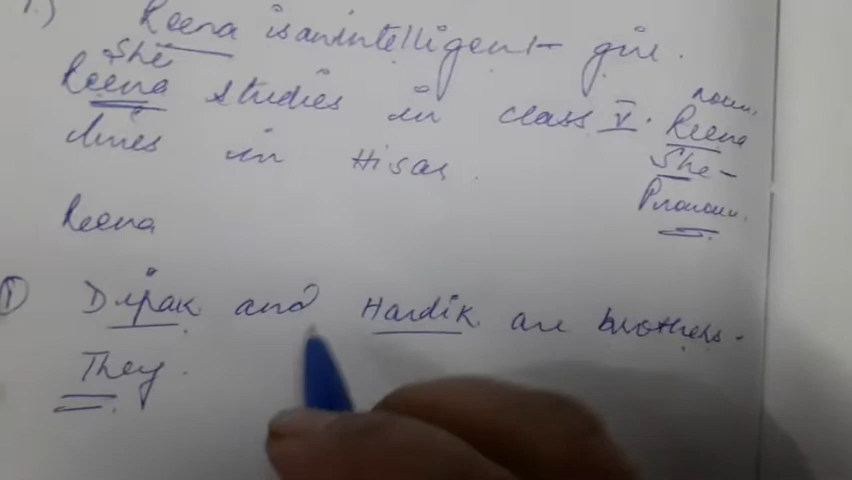 1.) Reena is an intelligent girl.
She
Reena studies in class V. Reena
noun.
lives in Hisar.
She -
Pronoun.
Reena
① Dipak and Hardik are brothers.
They